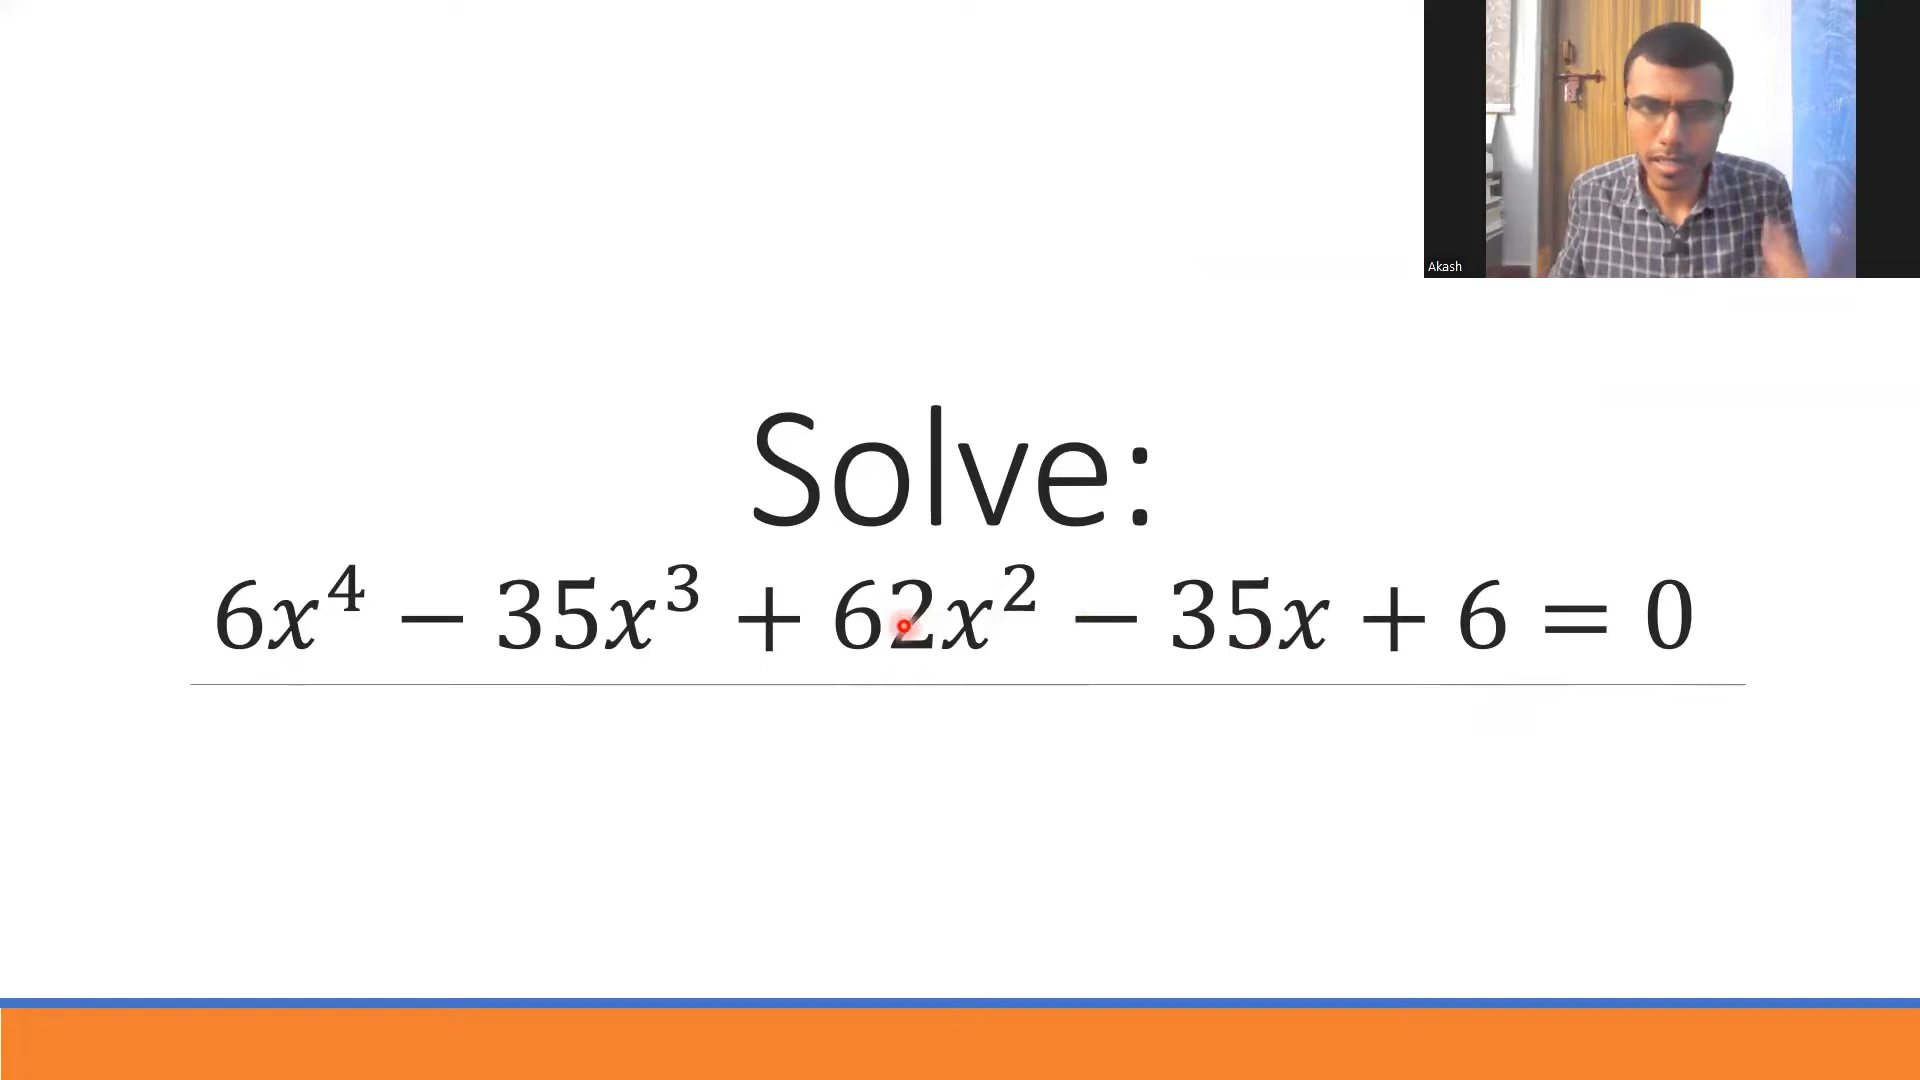 Akash
Solve:
6x⁴ − 35x³ + 62x² − 35x + 6 = 0